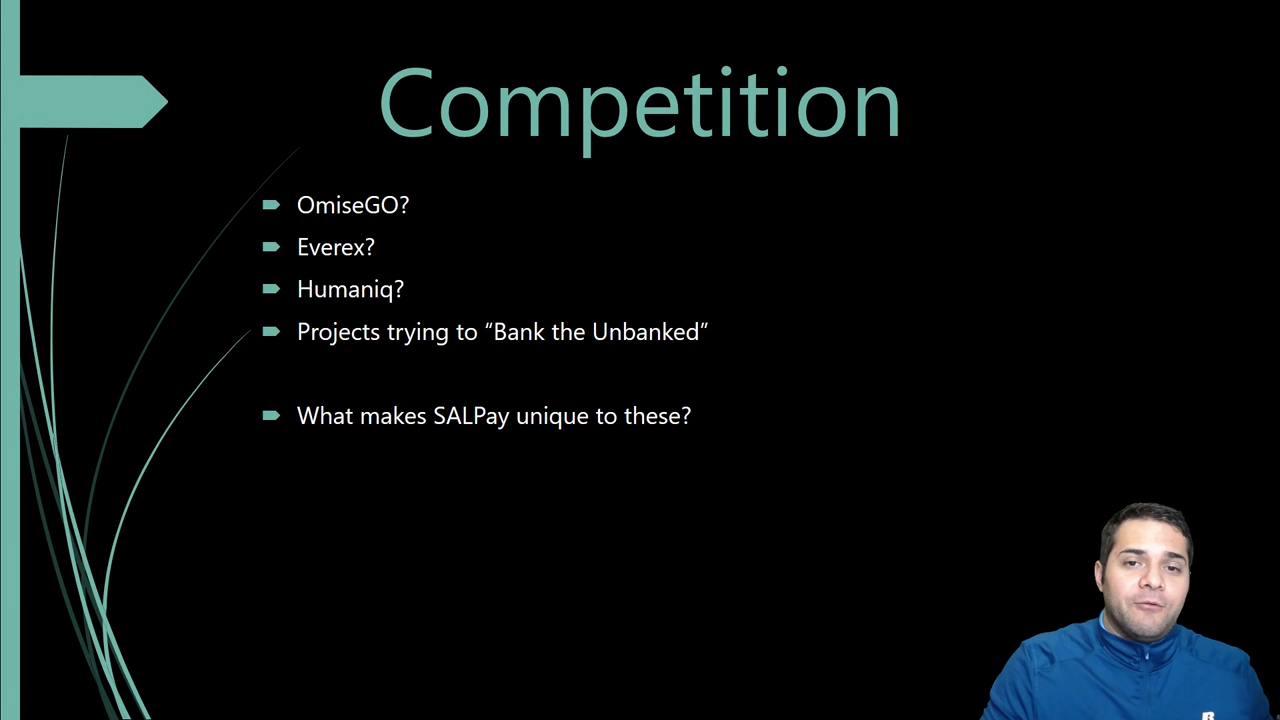 Competition
OmiseGO?
Everex?
Humaniq?
Projects trying to “Bank the Unbanked”
What makes SALPay unique to these?